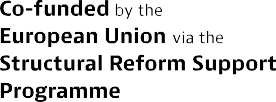 Co-funded by the
European Union via the
Structural Reform Support
Programme